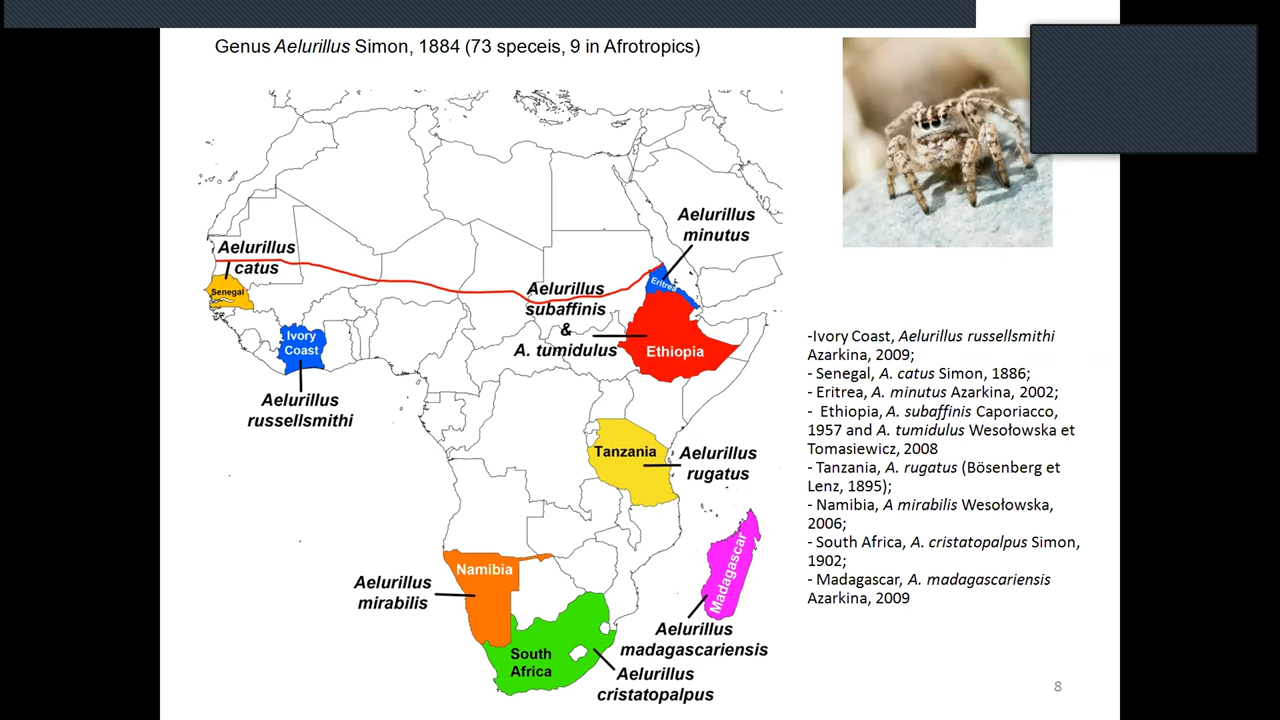 Genus Aelurillus Simon, 1884 (73 speceis, 9 in Afrotropics)
Aelurillus
minutus
Aelurillus
catus
Senegal
Eritrea
Aelurillus
subaffinis
&
A. tumidulus
Ethiopia
Ivory
Coast
Aelurillus
russellsmithi
Tanzania
Aelurillus
rugatus
Namibia
Aelurillus
mirabilis
Madagascar
Aelurillus
madagascariensis
South
Africa
Aelurillus
cristatopalpus
-Ivory Coast, Aelurillus russellsmithi
Azarkina, 2009;
- Senegal, A. catus Simon, 1886;
- Eritrea, A. minutus Azarkina, 2002;
- Ethiopia, A. subaffinis Caporiacco,
1957 and A. tumidulus Wesołowska et
Tomasiewicz, 2008
- Tanzania, A. rugatus (Bösenberg et
Lenz, 1895);
- Namibia, A mirabilis Wesołowska,
2006;
- South Africa, A. cristatopalpus Simon,
1902;
- Madagascar, A. madagascariensis
Azarkina, 2009
8